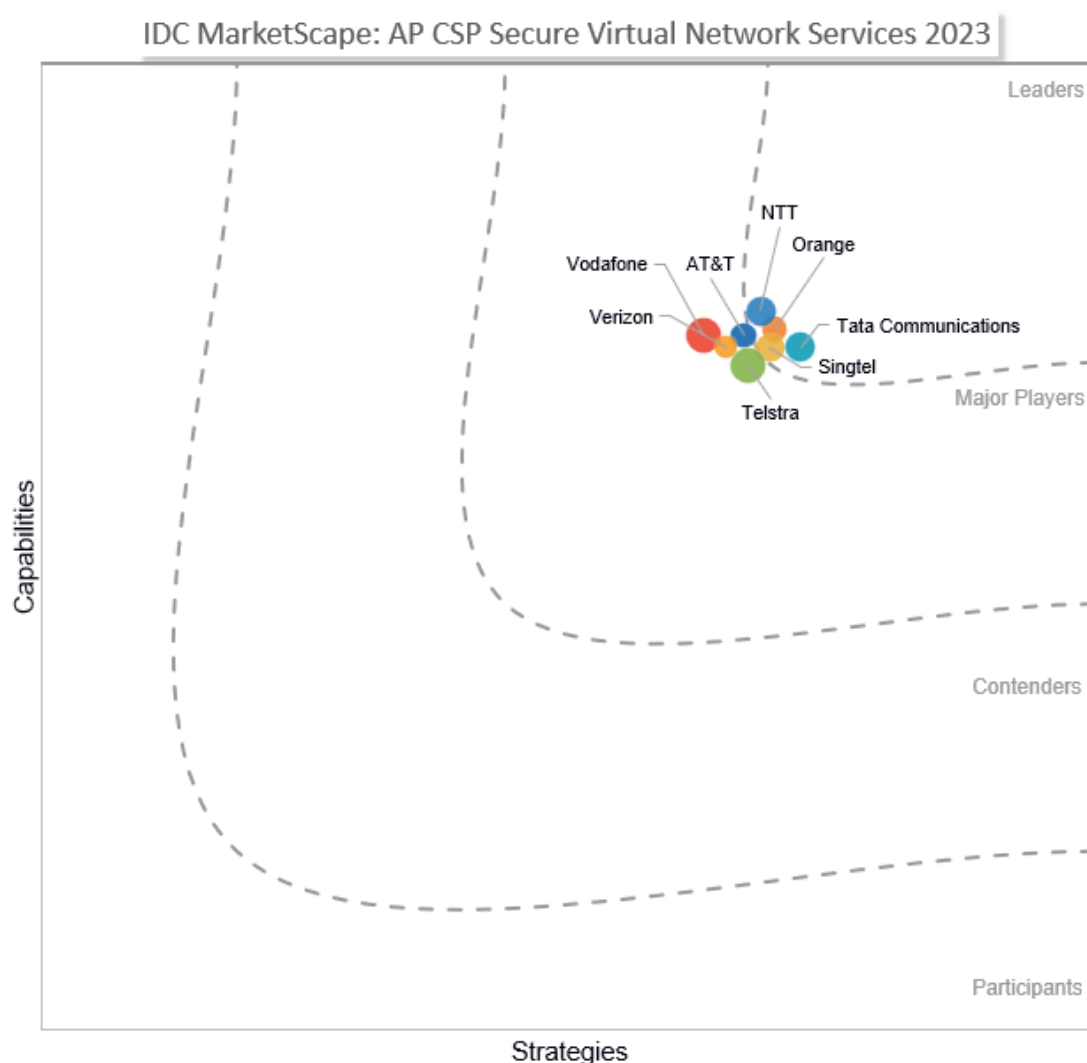 IDC MarketScape: AP CSP Secure Virtual Network Services 2023
Leaders
NTT
Orange
Vodafone
AT&T
Verizon
Tata Communications
Singtel
Major Players
Telstra
Capabilities
Contenders
Participants
Strategies